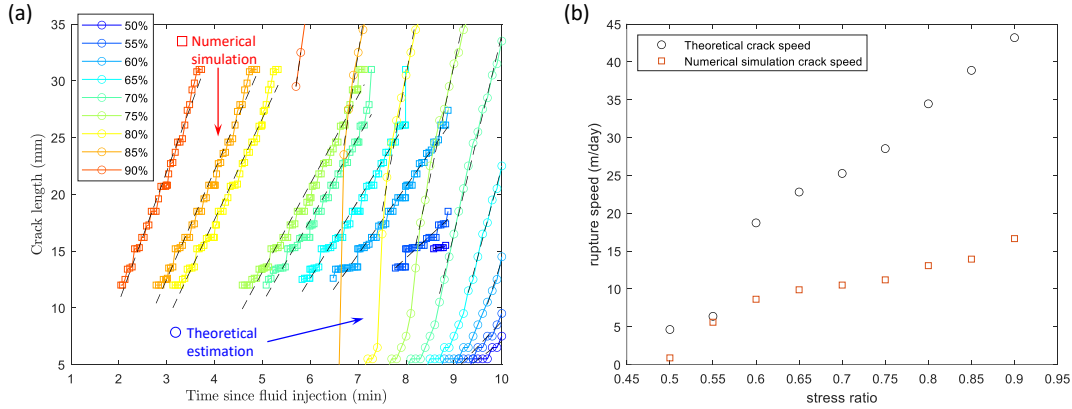 (a)
50%
55%
60%
65%
70%
75%
80%
85%
90%
Numerical
simulation
Theoretical
estimation
35
30
25
20
15
10
5
Crack length (mm)
1 2 3 4 5 6 7 8 9 10
Time since fluid injection (min)
(b)
Theoretical crack speed
Numerical simulation crack speed
45
40
35
30
25
20
15
10
5
0
rupture speed (m/day)
0.45 0.5 0.55 0.6 0.65 0.7 0.75 0.8 0.85 0.9 0.95
stress ratio